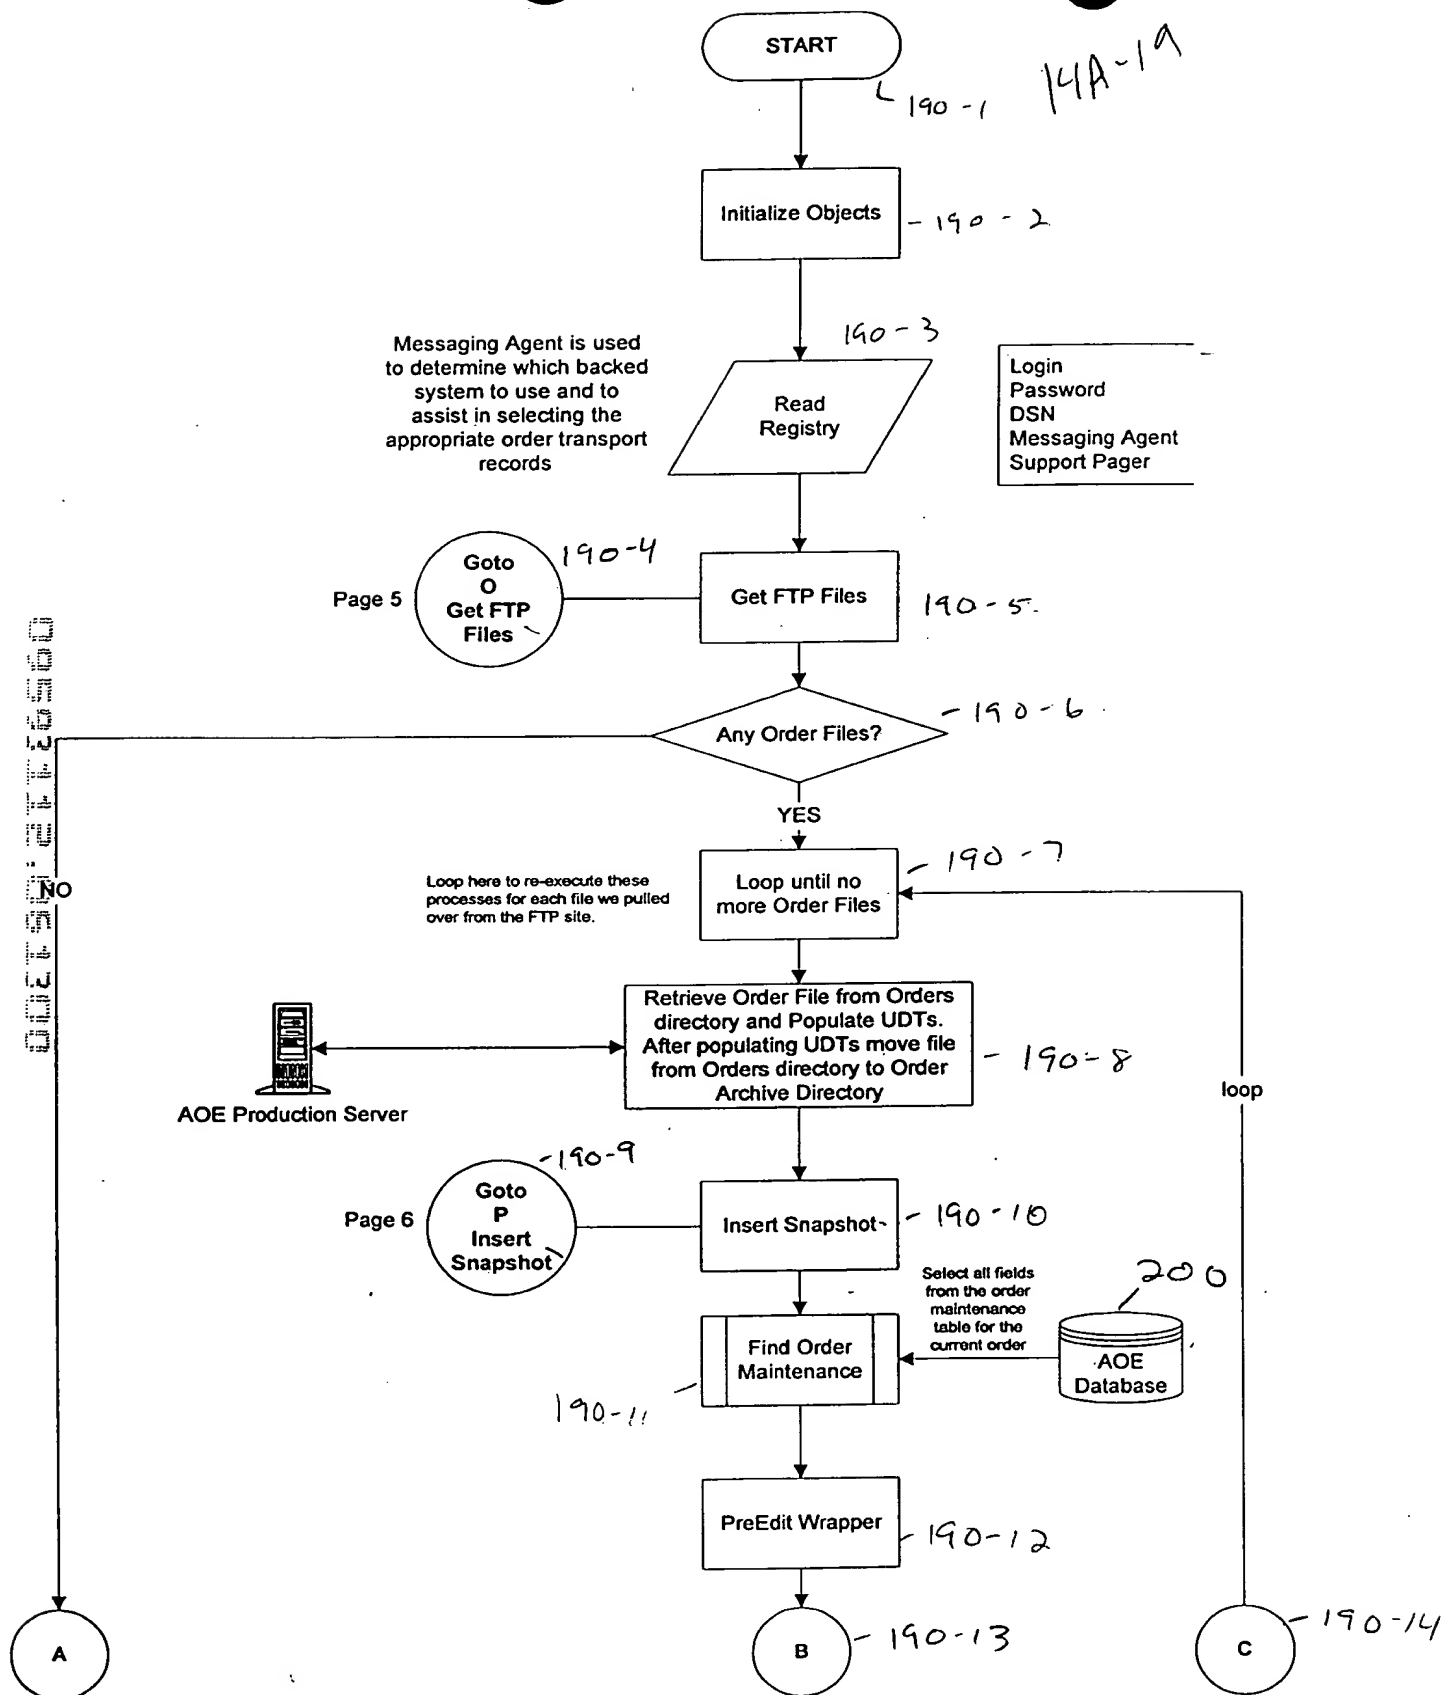 START
190-1
14A-19
Initialize Objects
190-2
Messaging Agent is used
to determine which backed
system to use and to
assist in selecting the
appropriate order transport
records
190-3
Read
Registry
Login
Password
DSN
Messaging Agent
Support Pager
Page 5
Goto
O
Get FTP
Files
190-4
Get FTP Files
190-5
Any Order Files?
190-6
YES
NO
Loop here to re-execute these
processes for each file we pulled
over from the FTP site.
Loop until no
more Order Files
190-7
AOE Production Server
Retrieve Order File from Orders
directory and Populate UDTs.
After populating UDTs move file
from Orders directory to Order
Archive Directory
190-8
loop
Page 6
Goto
P
Insert
Snapshot
190-9
Insert Snapshot
190-10
Select all fields
from the order
maintenance
table for the
current order
200
AOE
Database
Find Order
Maintenance
190-11
PreEdit Wrapper
190-12
A
B
190-13
C
190-14
09592112.051300